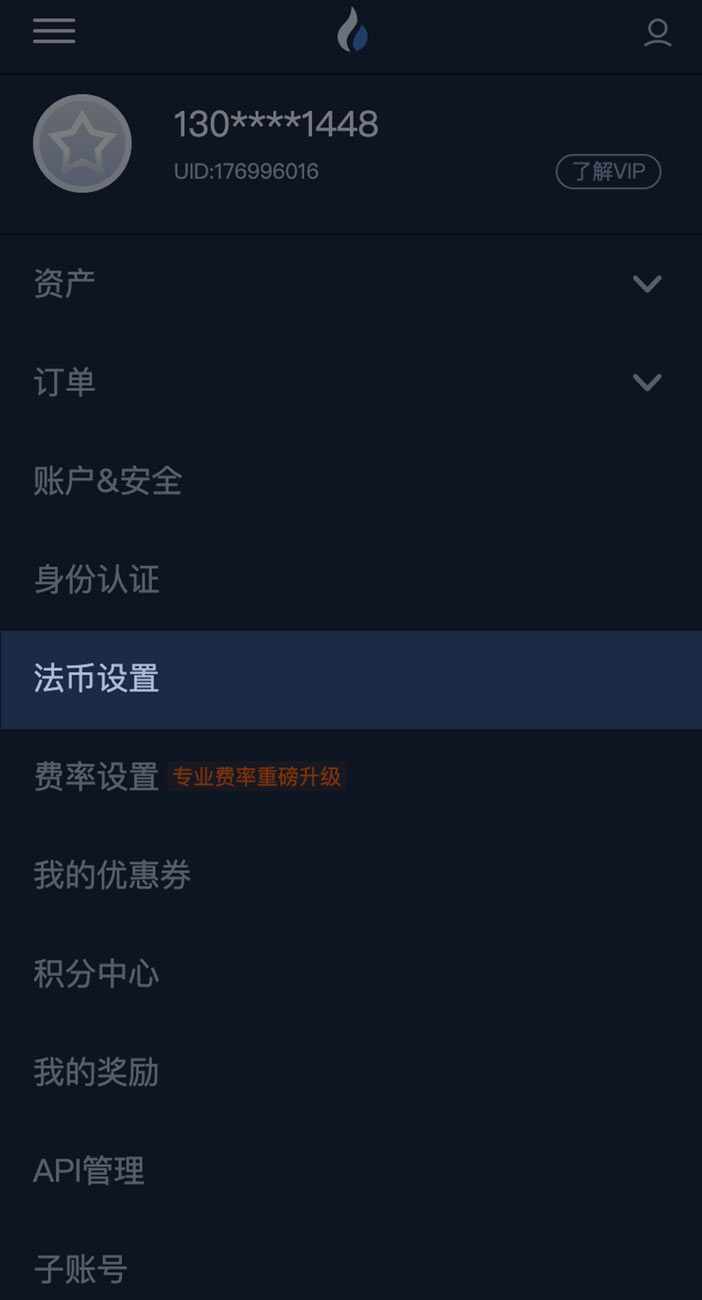 130****1448
UID:176996016
了解VIP
资产
订单
账户&安全
身份认证
法币设置
费率设置 专业费率重磅升级
我的优惠券
积分中心
我的奖励
API管理
子账号